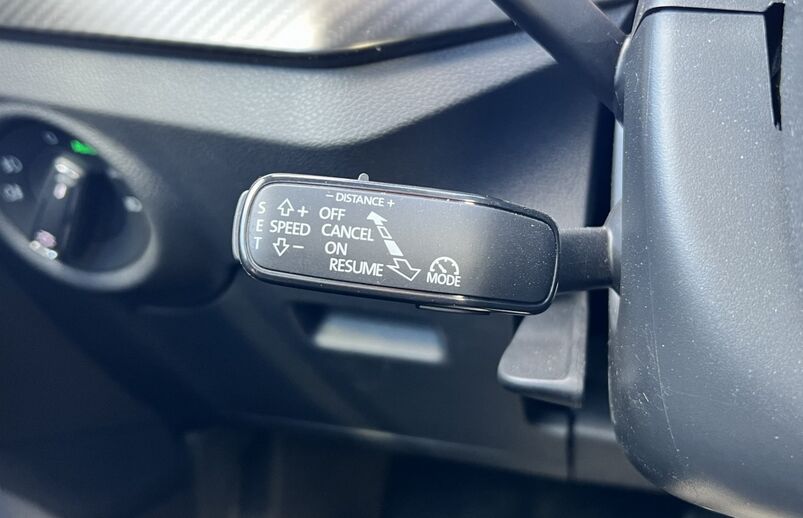 − DISTANCE +
S + OFF
E SPEED CANCEL
T − ON
RESUME
MODE